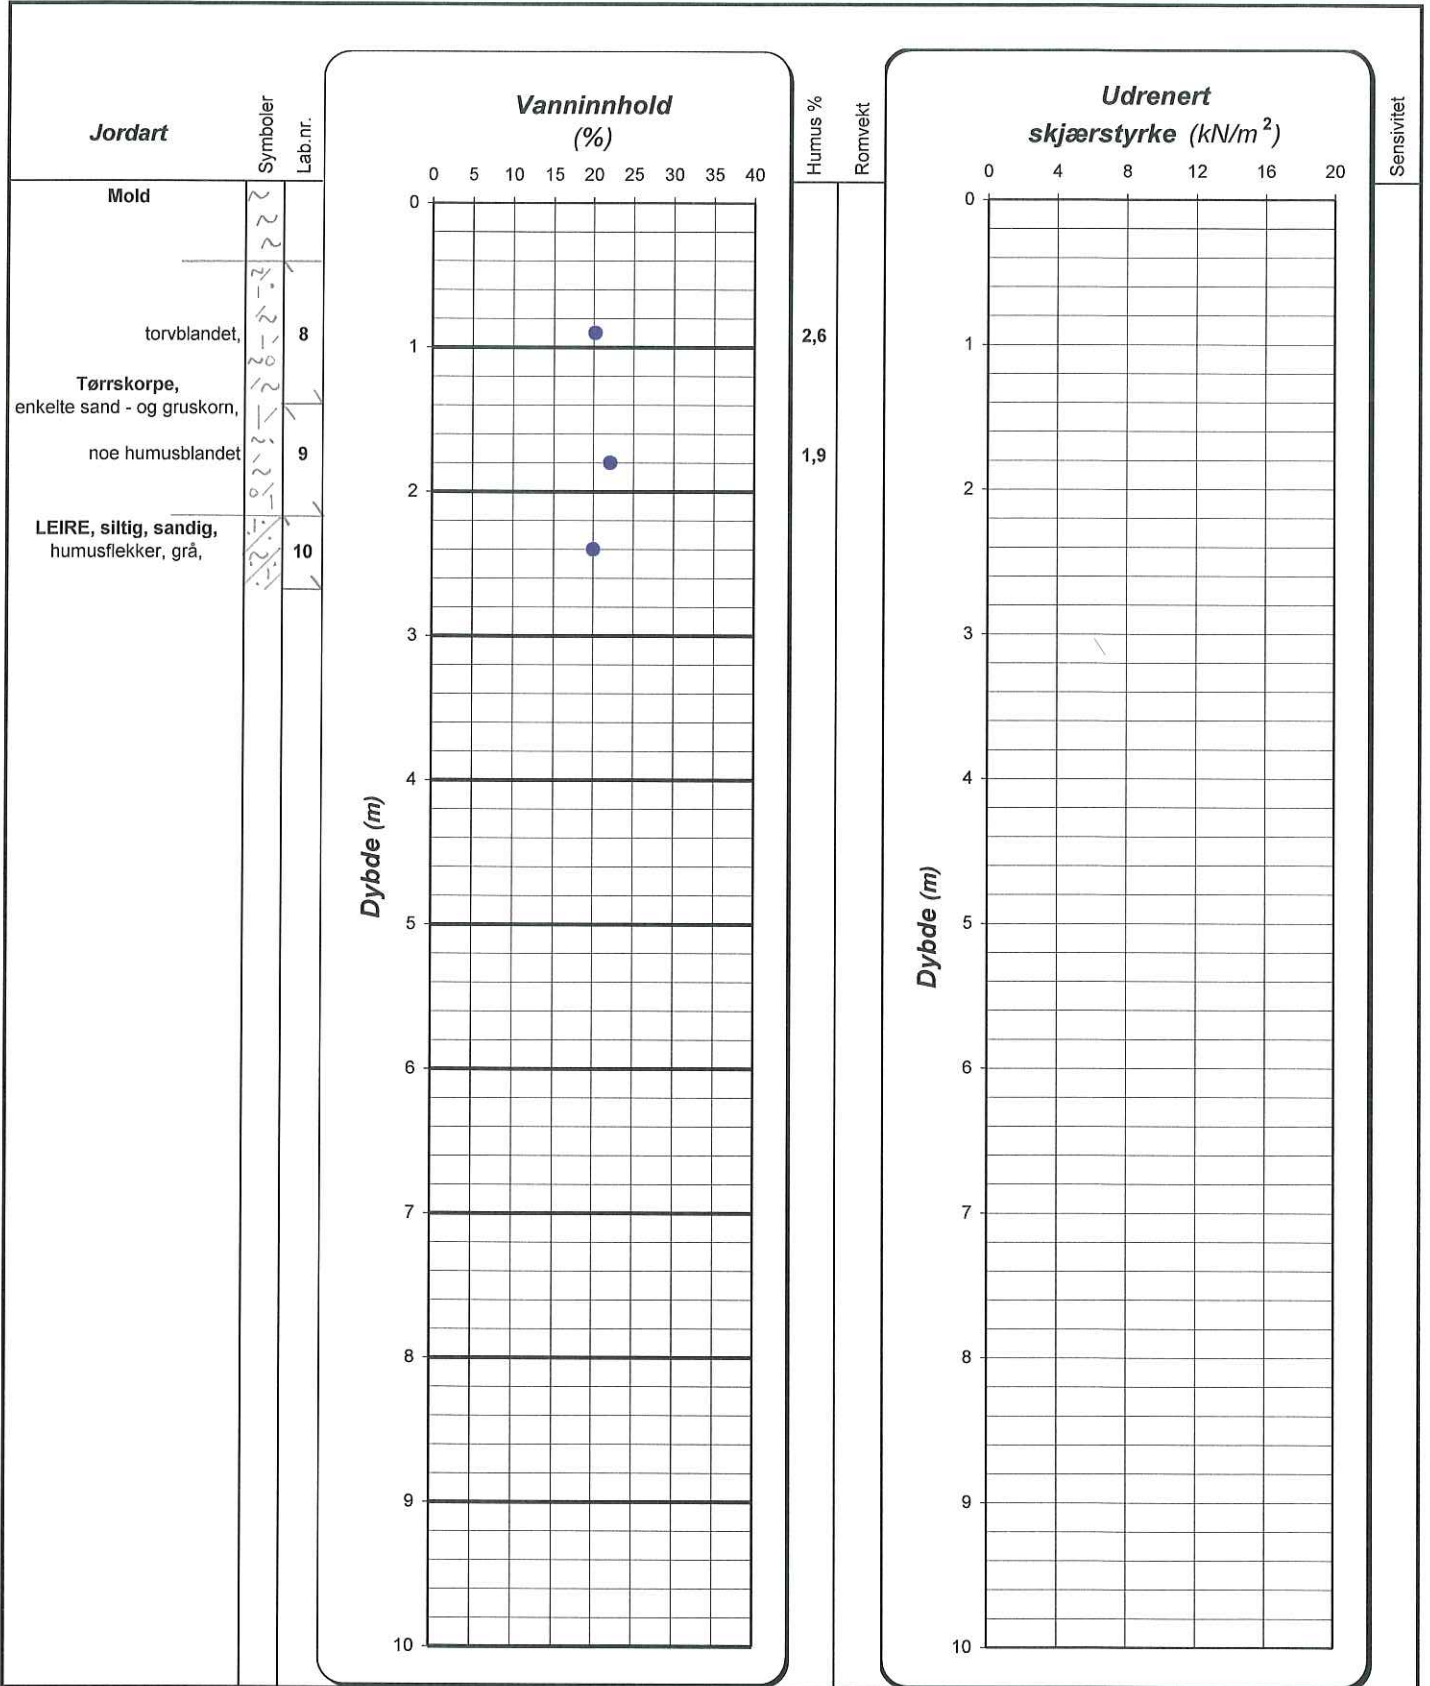 Jordart
Symboler
Lab.nr.
Vanninnhold
(%)
Humus %
Romvekt
Udrenert
skjærstyrke (kN/m²)
Sensivitet
0 5 10 15 20 25 30 35 40
0 4 8 12 16 20
Mold
torvblandet,
8
2,6
Tørrskorpe,
enkelte sand - og gruskorn,
noe humusblandet
9
1,9
LEIRE, siltig, sandig,
humusflekker, grå,
10
Dybde (m)
0
1
2
3
4
5
6
7
8
9
10
Dybde (m)
0
1
2
3
4
5
6
7
8
9
10